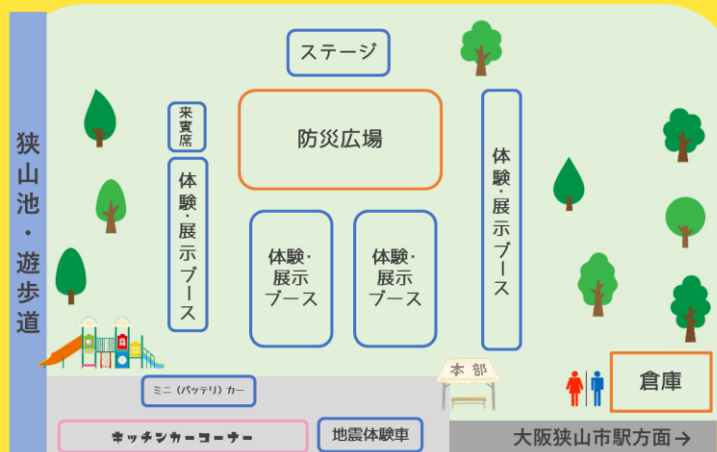 ステージ
来賓席
防災広場
狭山池・遊歩道
体験・展示ブース
体験・
展示
ブース
体験・
展示
ブース
体験・展示ブース
ミニ（バッテリ）カー
本部
倉庫
キッチンカーコーナー
地震体験車
大阪狭山市駅方面→